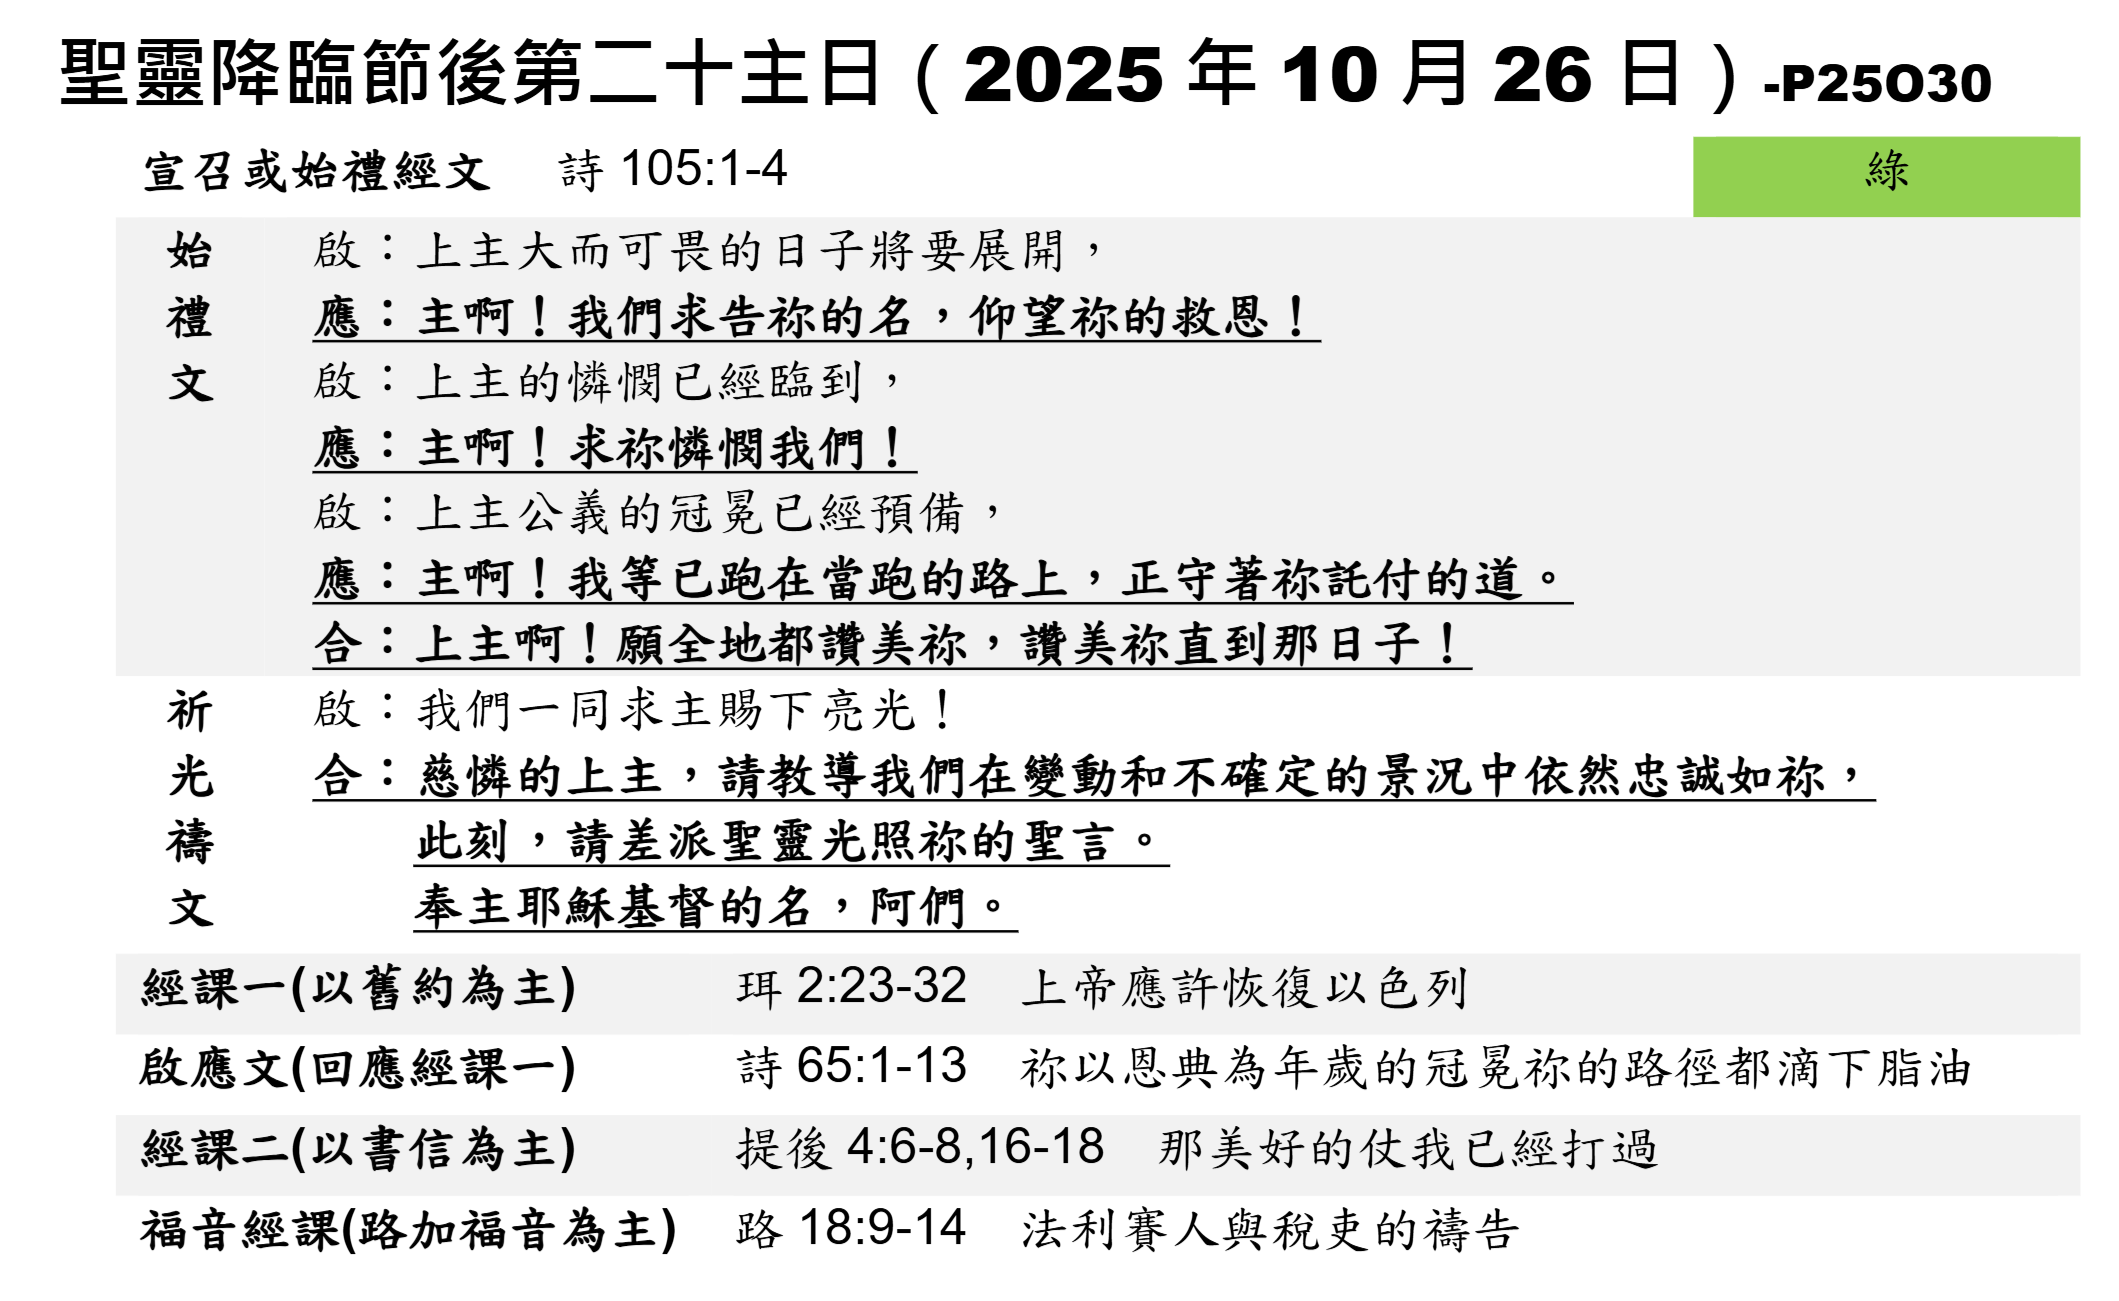 聖靈降臨節後第二十主日（2025 年 10 月 26 日）-P25O30
宣召或始禮經文 詩 105:1-4 綠
始禮文
啟：上主大而可畏的日子將要展開，
應：主啊！我們求告祢的名，仰望祢的救恩！
啟：上主的憐憫已經臨到，
應：主啊！求祢憐憫我們！
啟：上主公義的冠冕已經預備，
應：主啊！我等已跑在當跑的路上，正守著祢託付的道。
合：上主啊！願全地都讚美祢，讚美祢直到那日子！
祈光禱文
啟：我們一同求主賜下亮光！
合：慈憐的上主，請教導我們在變動和不確定的景況中依然忠誠如祢，
此刻，請差派聖靈光照祢的聖言。
奉主耶穌基督的名，阿們。
經課一(以舊約為主) 珥 2:23-32 上帝應許恢復以色列
啟應文(回應經課一) 詩 65:1-13 祢以恩典為年歲的冠冕祢的路徑都滴下脂油
經課二(以書信為主) 提後 4:6-8,16-18 那美好的仗我已經打過
福音經課(路加福音為主) 路 18:9-14 法利賽人與稅吏的禱告